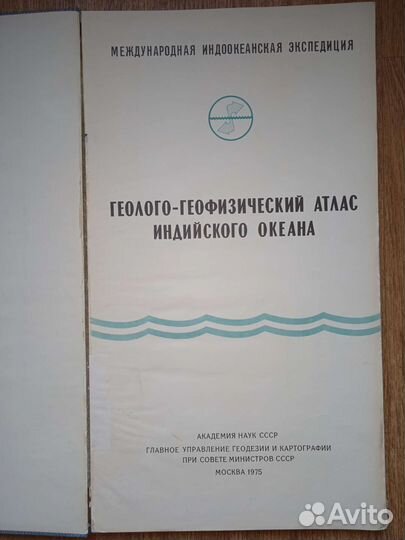 МЕЖДУНАРОДНАЯ ИНДООКЕАНСКАЯ ЭКСПЕДИЦИЯ
ГЕОЛОГО-ГЕОФИЗИЧЕСКИЙ АТЛАС
ИНДИЙСКОГО ОКЕАНА
АКАДЕМИЯ НАУК СССР
ГЛАВНОЕ УПРАВЛЕНИЕ ГЕОДЕЗИИ И КАРТОГРАФИИ
ПРИ СОВЕТЕ МИНИСТРОВ СССР
МОСКВА 1975
Avito